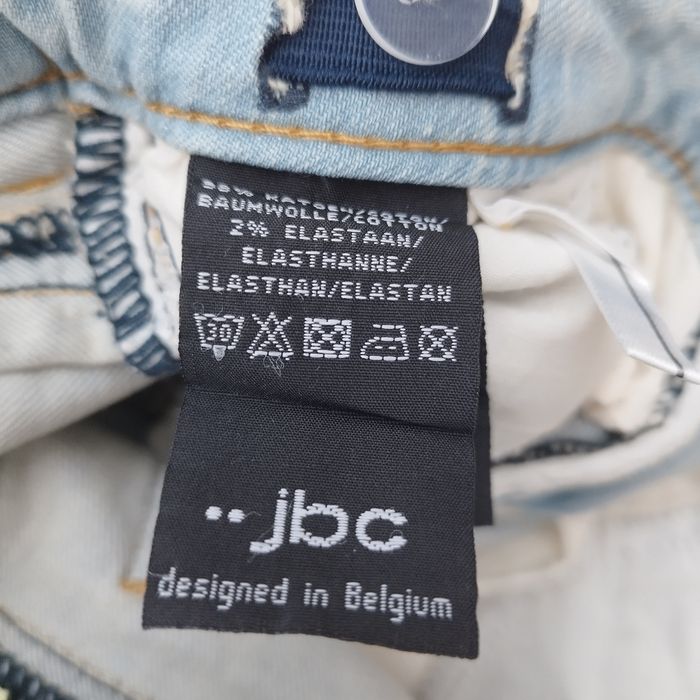 BAUMWOLLE/COTTON
2% ELASTAAN/
ELASTHANNE/
ELASTHAN/ELASTAN
30
jbc
designed in Belgium